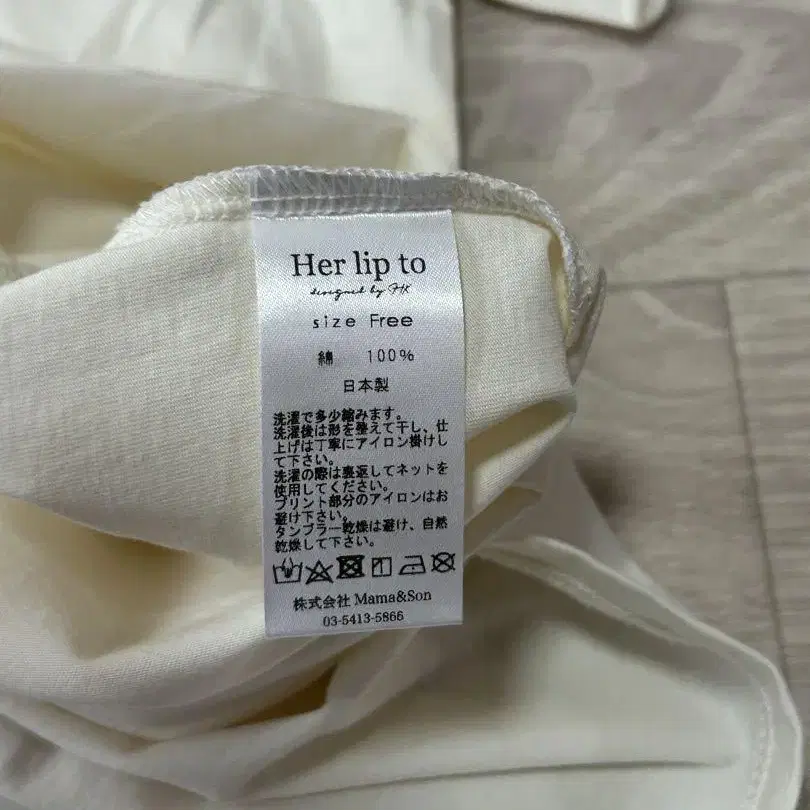 Her lip to
designed by HK
size Free
綿 100%
日本製
洗濯で多少縮みます。
洗濯後は形を整えて干し、仕
上げは丁寧にアイロン掛けし
て下さい。
洗濯の際は裏返してネットを
使用してください。
プリント部分のアイロンはお
避け下さい。
タンブラー乾燥は避け、自然
乾燥して下さい。
株式会社 Mama&Son
03-5413-5866